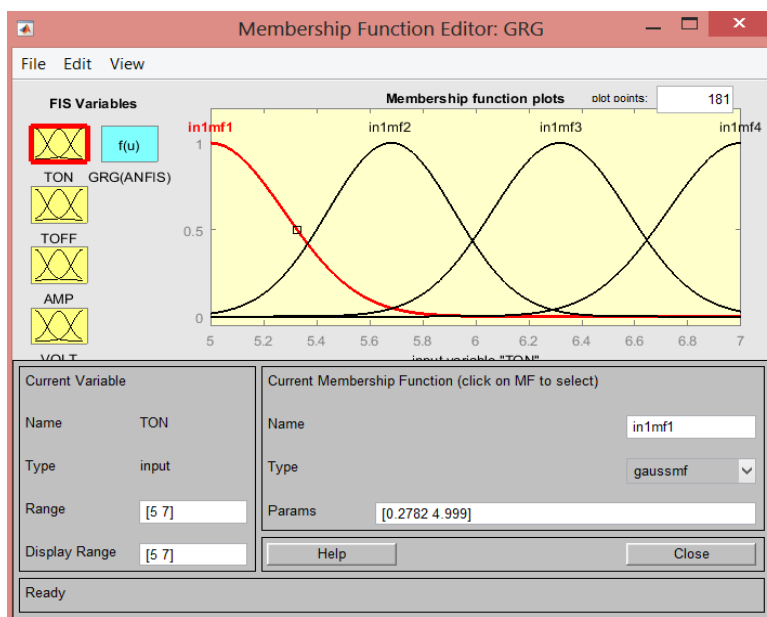 Membership Function Editor: GRG
File Edit View
FIS Variables
Membership function plots plot points: 181
f(u)
TON GRG(ANFIS)
TOFF
AMP
VOLT
in1mf1 in1mf2 in1mf3 in1mf4
1
0.5
0
5 5.2 5.4 5.6 5.8 6 6.2 6.4 6.6 6.8 7
input variable "TON"
Current Variable
Name TON
Type input
Range [5 7]
Display Range [5 7]
Current Membership Function (click on MF to select)
Name in1mf1
Type gaussmf
Params [0.2782 4.999]
Help Close
Ready